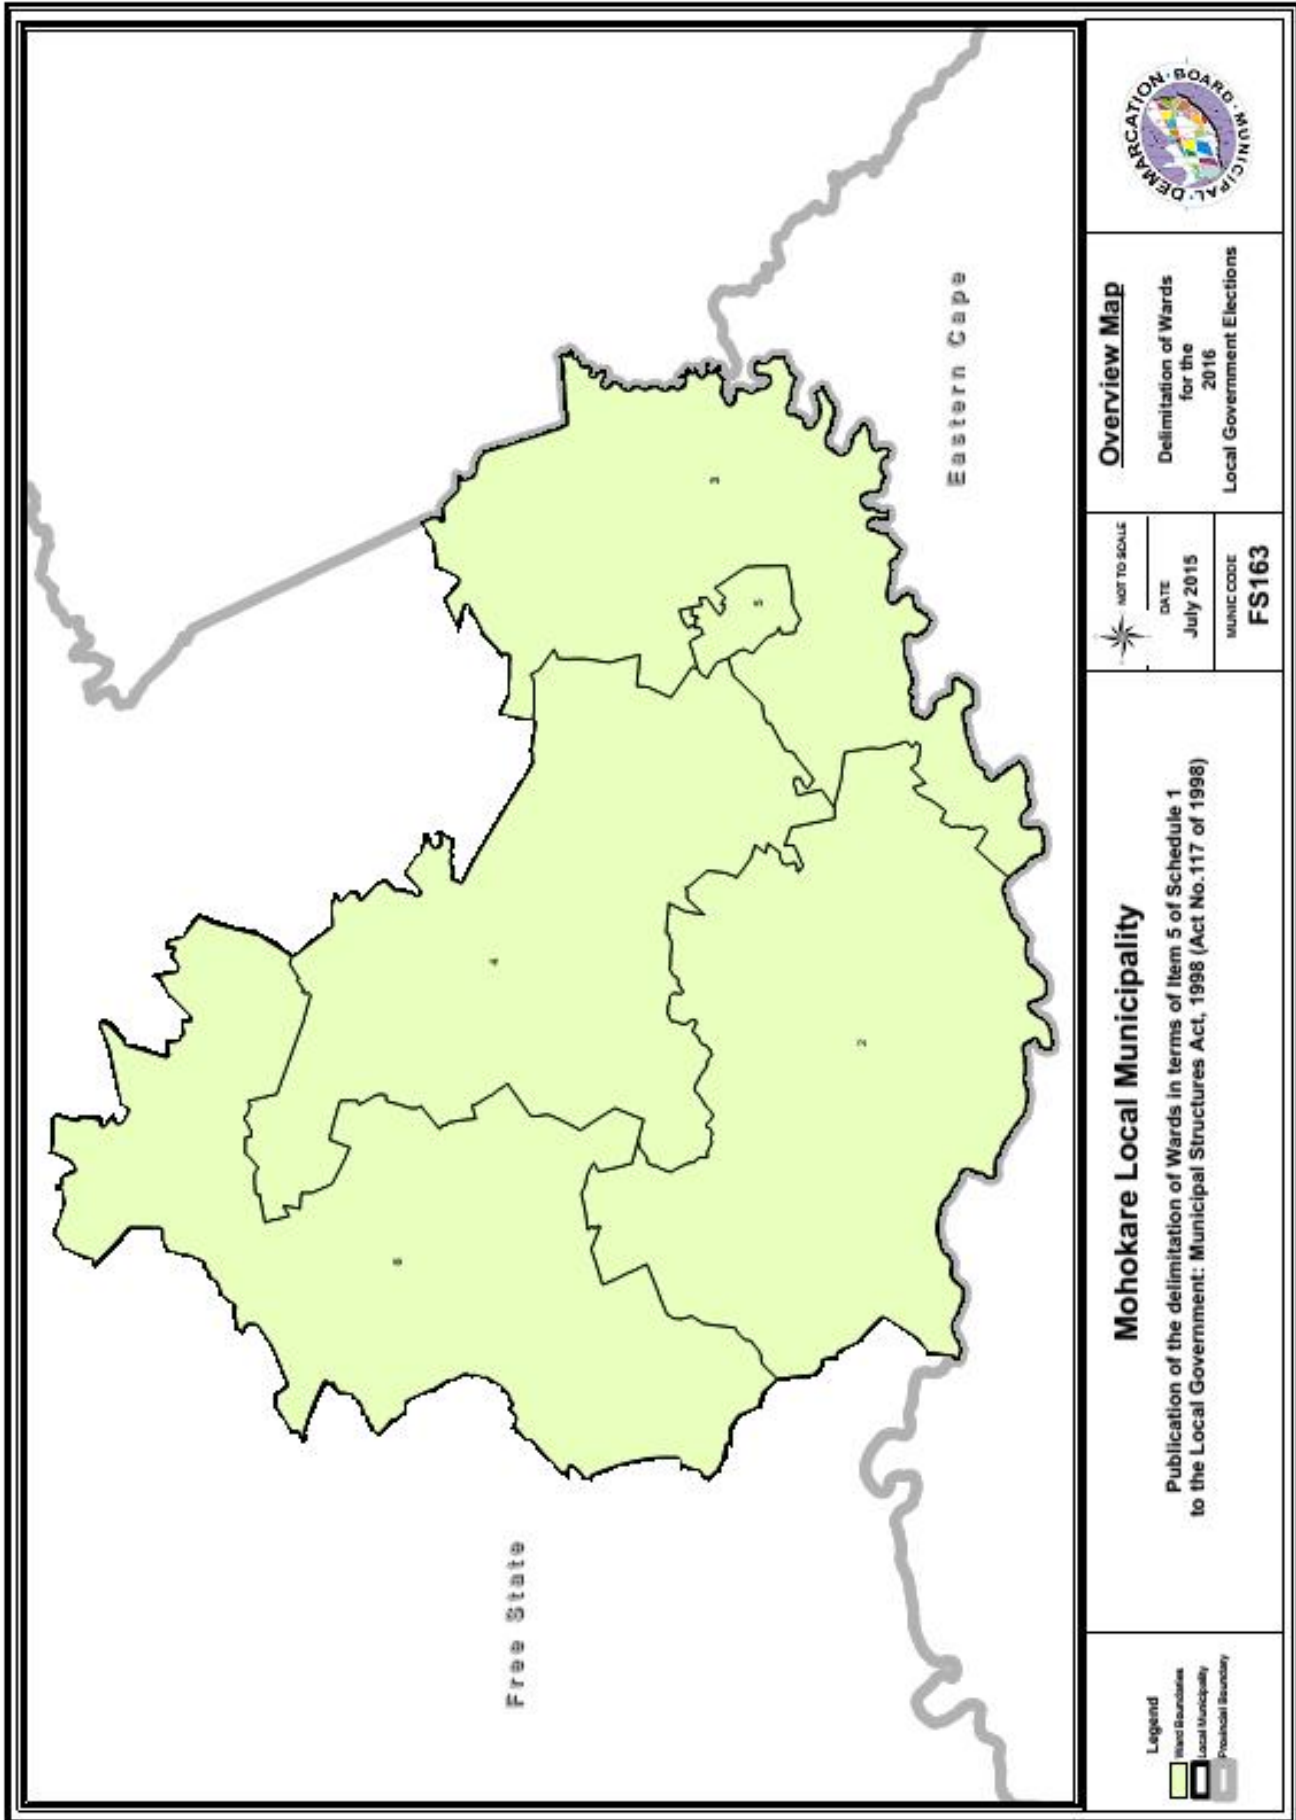 Free State
Eastern Cape
6
4
2
3
5
Legend
Ward Boundaries
Local Municipality
Provincial Boundary
Mohokare Local Municipality
Publication of the delimitation of Wards in terms of Item 5 of Schedule 1
to the Local Government: Municipal Structures Act, 1998 (Act No.117 of 1998)
NOT TO SCALE
DATE
July 2015
MUNIC CODE
FS163
Overview Map
Delimitation of Wards
for the
2016
Local Government Elections
MUNICIPAL · DEMARCATION · BOARD ·